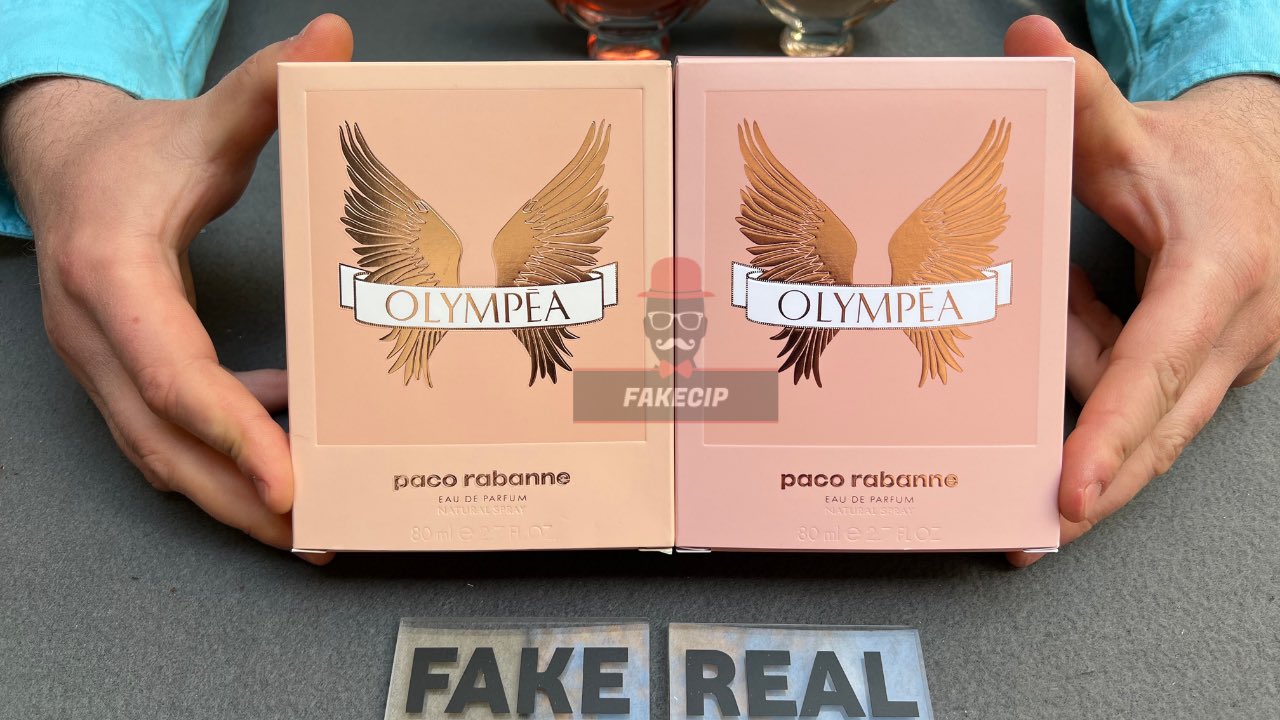 OLYMPĒA
paco rabanne
EAU DE PARFUM
NATURAL SPRAY
80 ml e 2.7 FL.OZ
OLYMPĒA
paco rabanne
EAU DE PARFUM
NATURAL SPRAY
80 ml e 2.7 FL.OZ
FAKECIP
FAKE
REAL